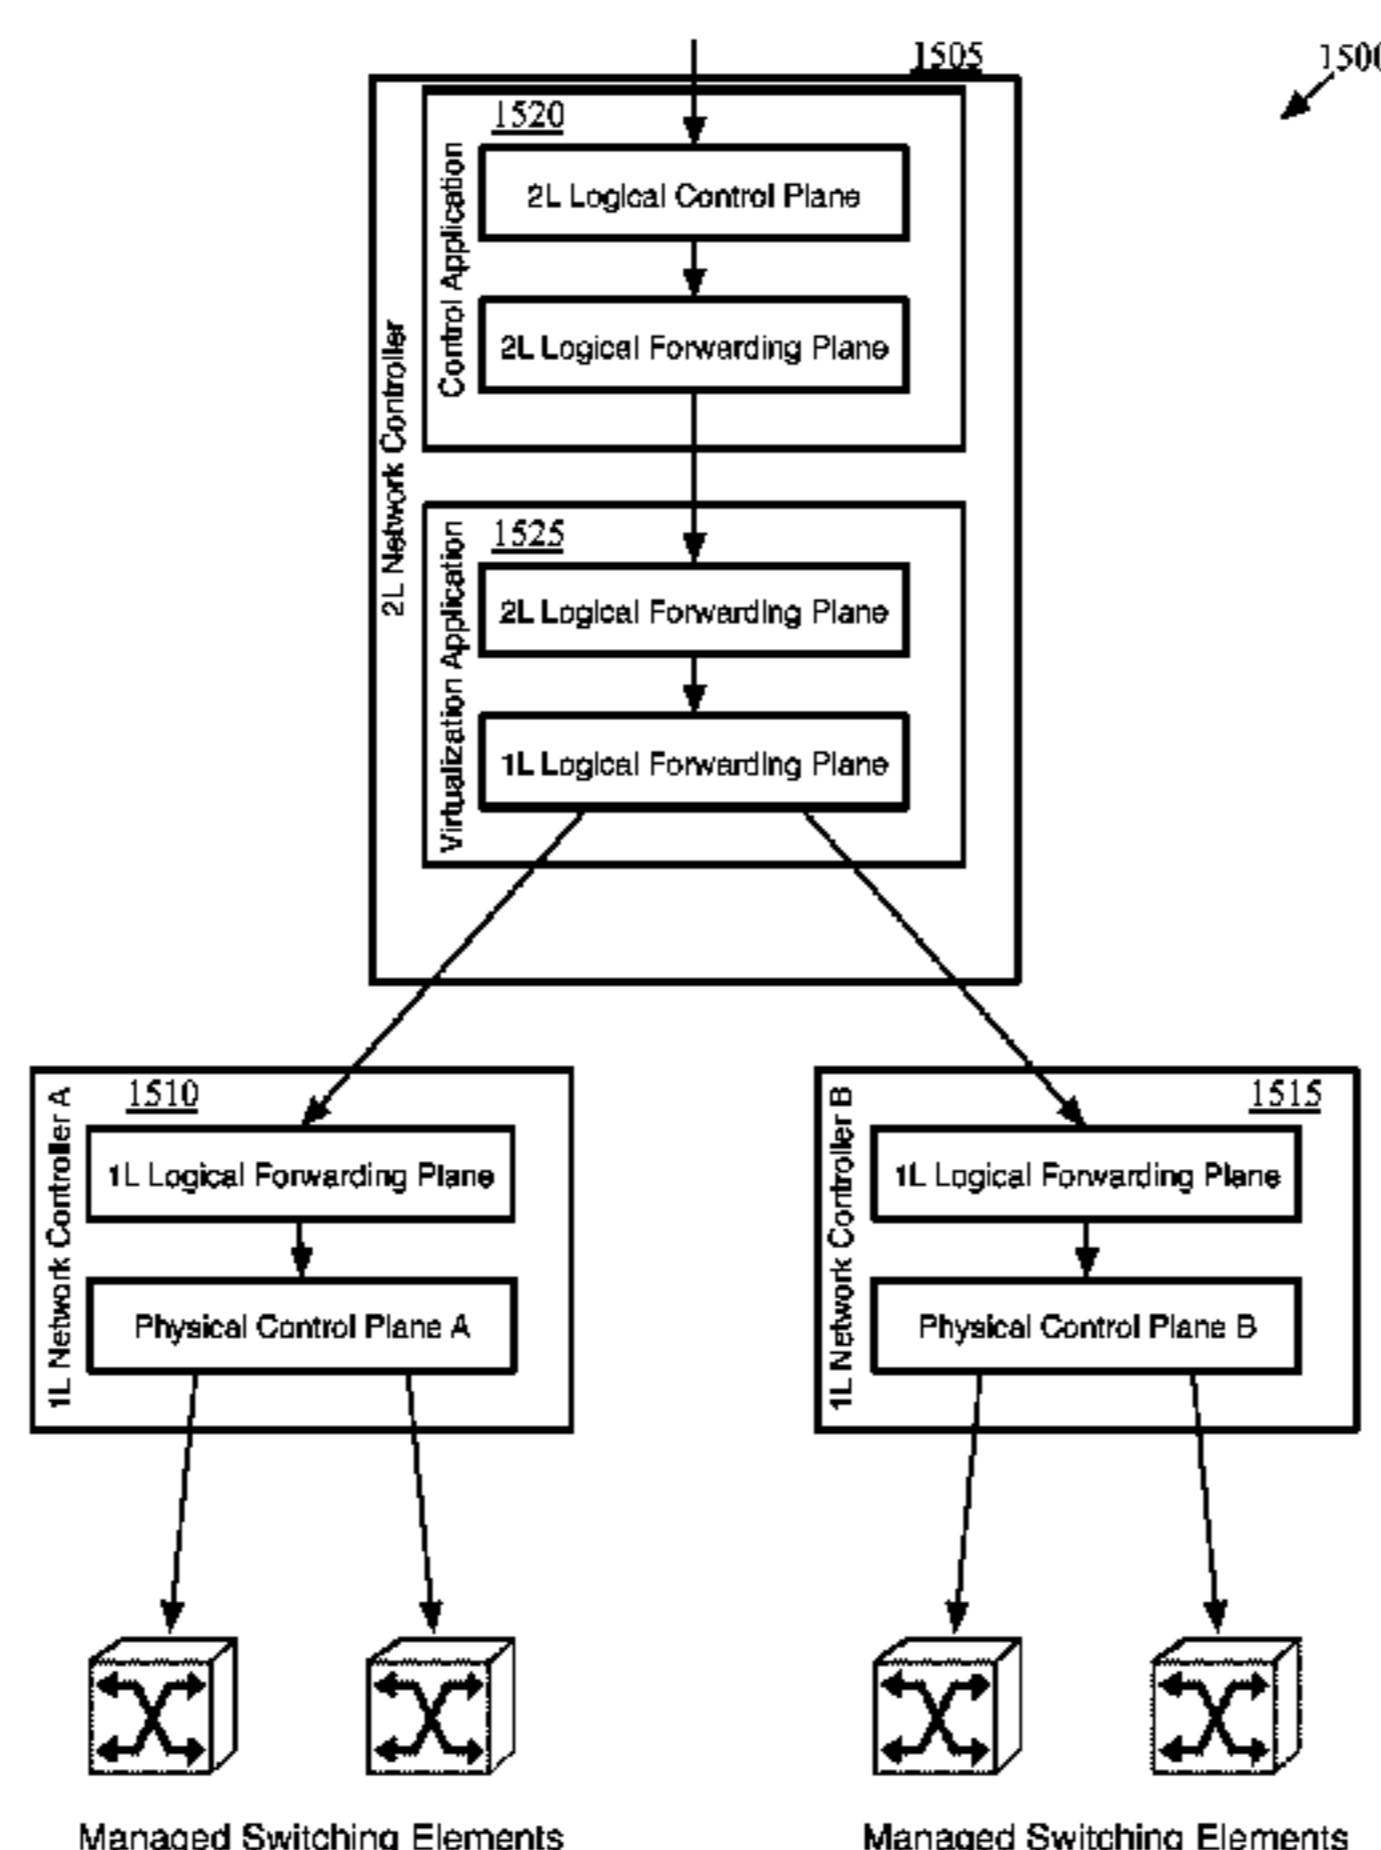 1505
1500
1520
Control Application
2L Logical Control Plane
2L Logical Forwarding Plane
2L Network Controller
1525
Virtualization Application
2L Logical Forwarding Plane
1L Logical Forwarding Plane
1510
1L Network Controller A
1L Logical Forwarding Plane
Physical Control Plane A
1515
1L Network Controller B
1L Logical Forwarding Plane
Physical Control Plane B
Managed Switching Elements
Managed Switching Elements